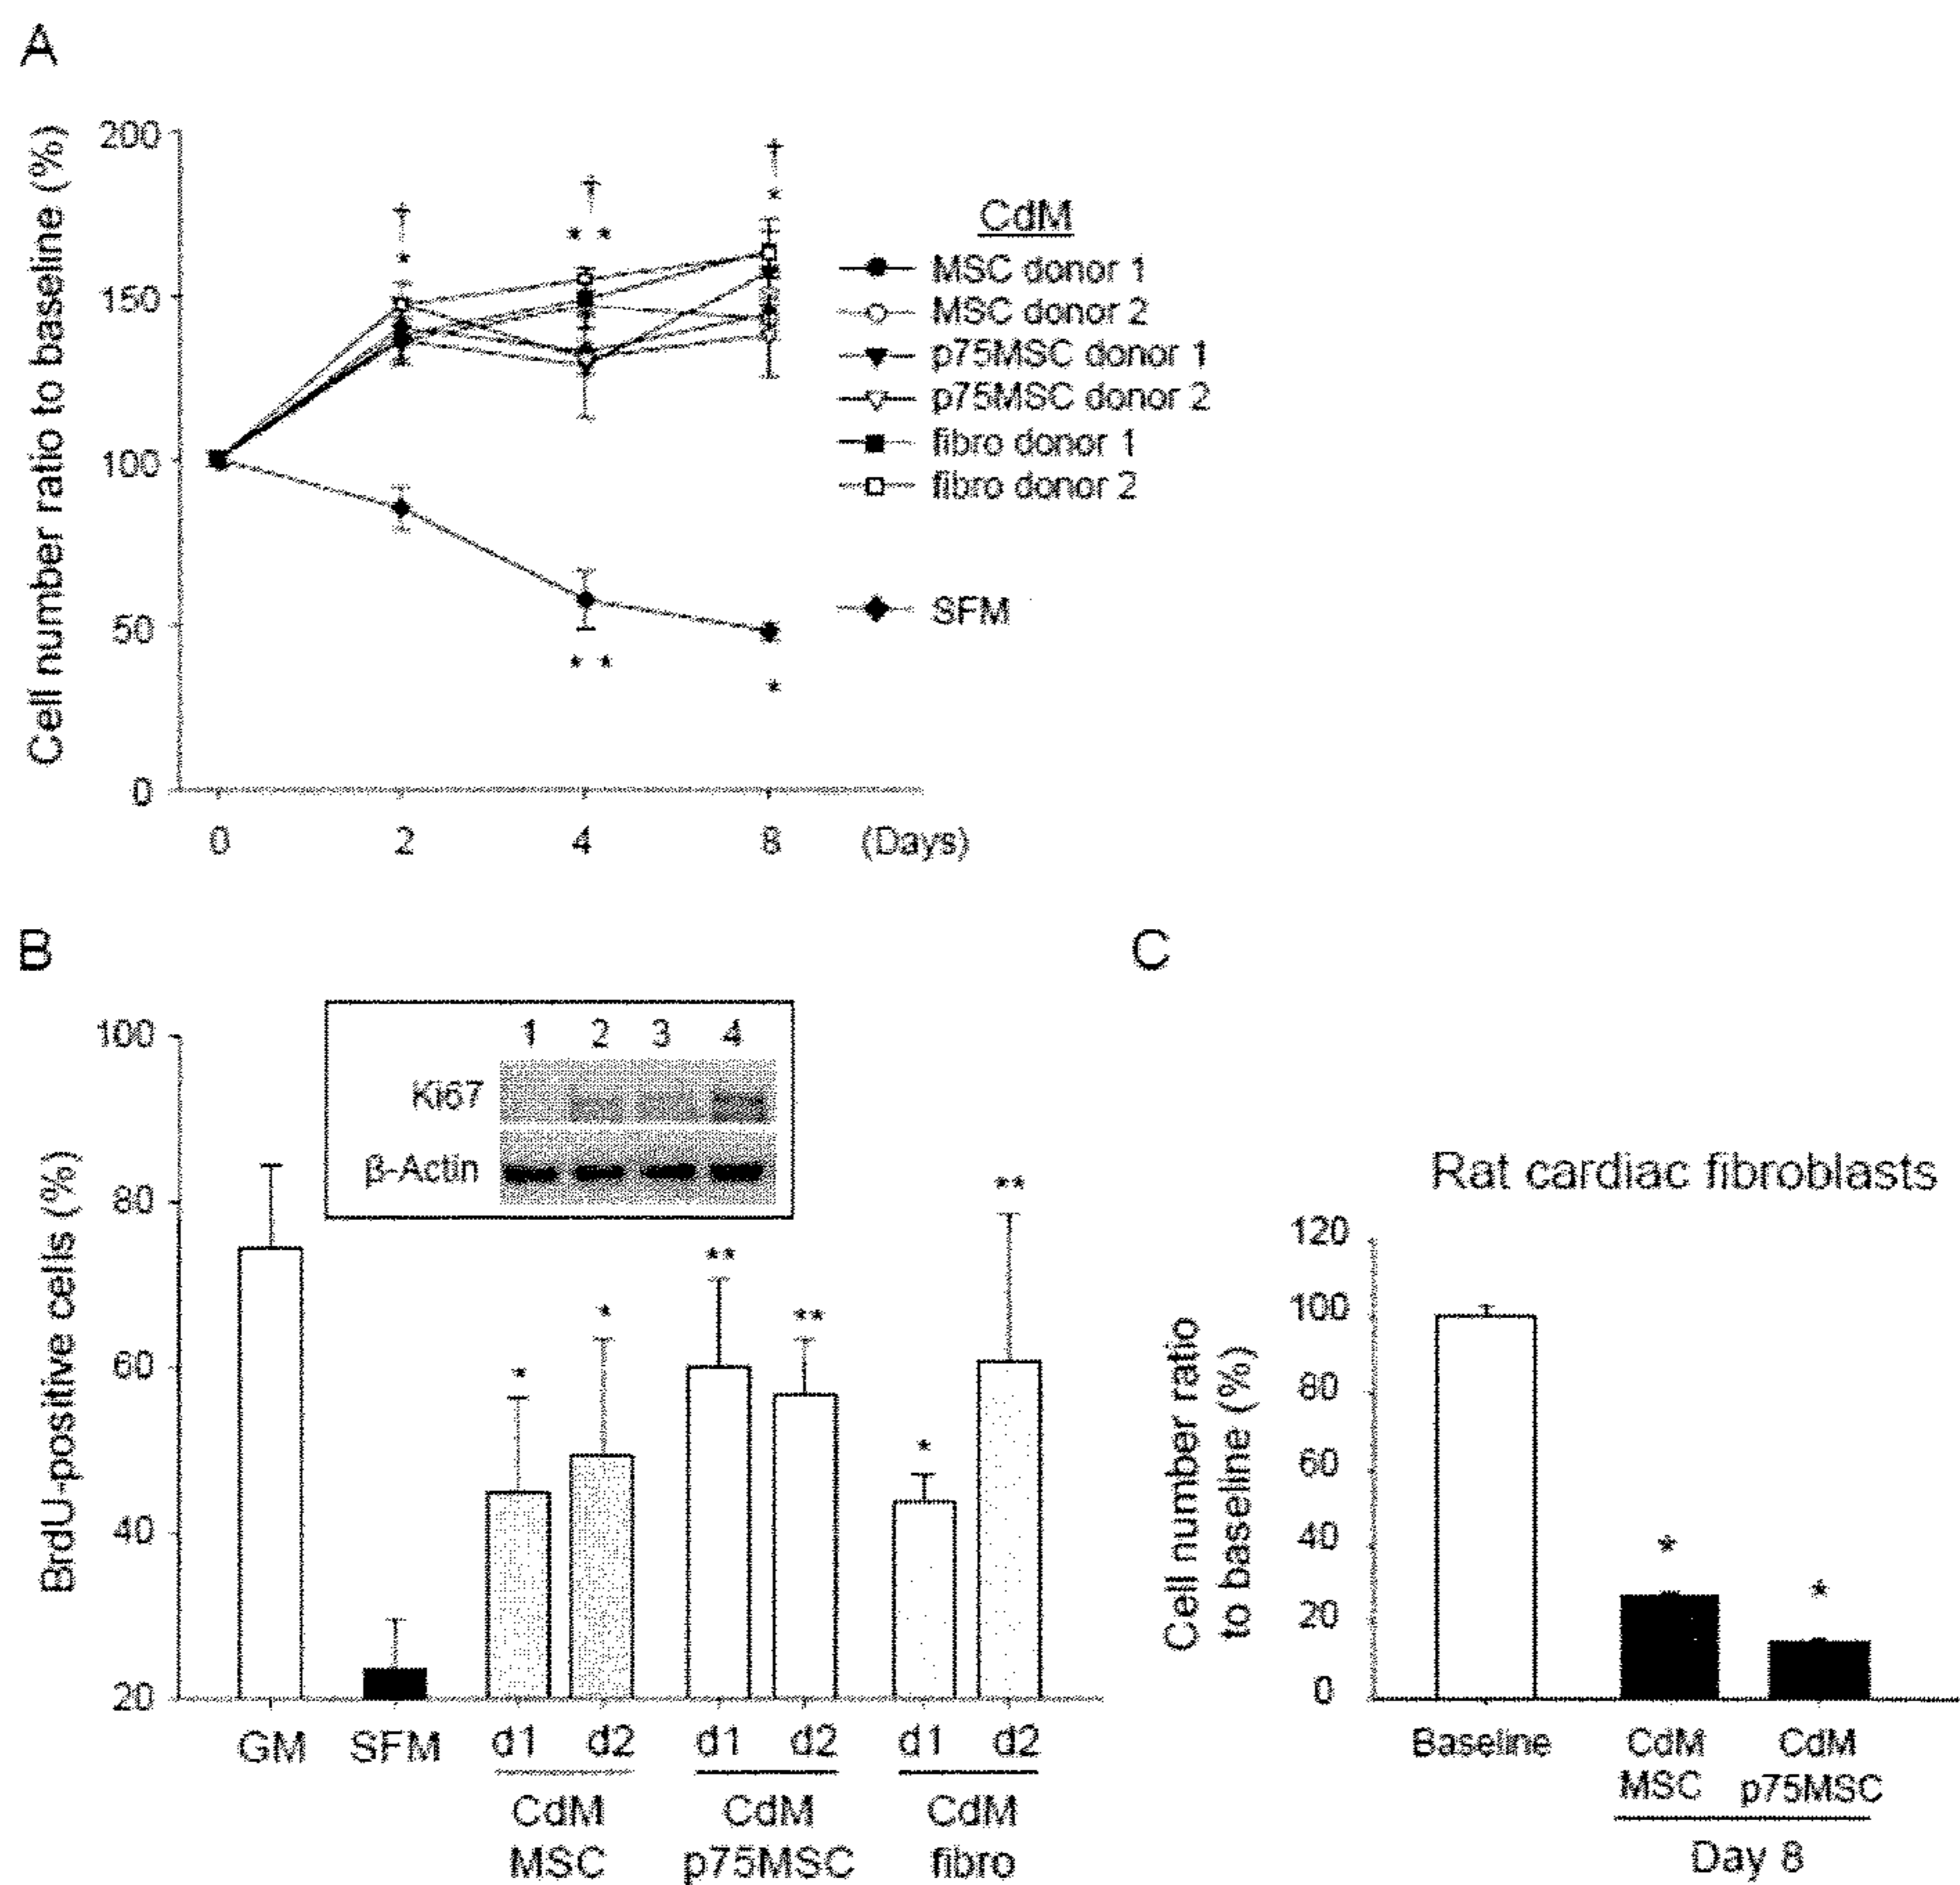 A
Cell number ratio to baseline (%)
200
150
100
50
0
†
*
†
* *
†
*
* *
*
0 2 4 8 (Days)
CdM
MSC donor 1
MSC donor 2
p75MSC donor 1
p75MSC donor 2
fibro donor 1
fibro donor 2
SFM
B
BrdU-positive cells (%)
100
80
60
40
20
1 2 3 4
Ki67
β-Actin
*
*
**
**
*
**
GM SFM d1 d2 d1 d2 d1 d2
CdM CdM CdM
MSC p75MSC fibro
C
Rat cardiac fibroblasts
Cell number ratio
to baseline (%)
120
100
80
60
40
20
0
*
*
Baseline CdM CdM
MSC p75MSC
Day 8